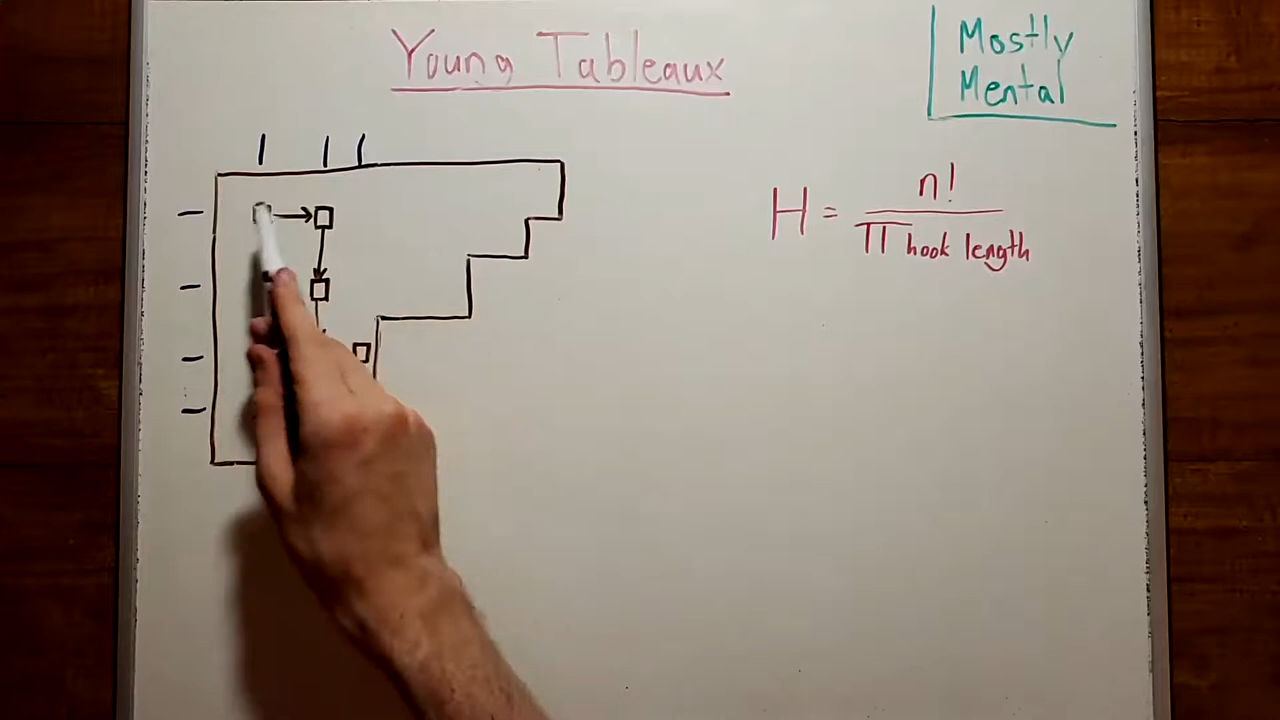 Young Tableaux
Mostly
Mental
H = n!
∏ hook length